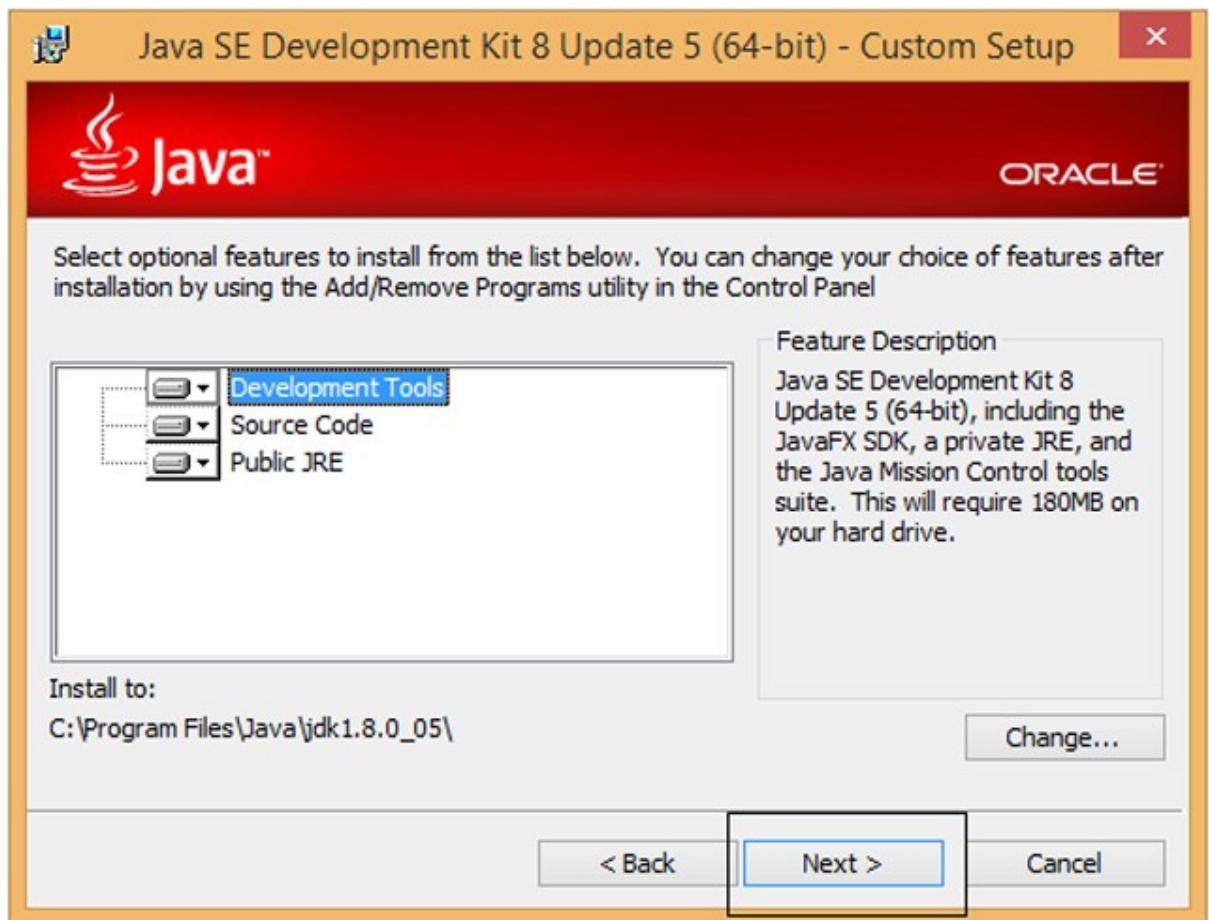 Java SE Development Kit 8 Update 5 (64-bit) - Custom Setup
Java™
ORACLE
Select optional features to install from the list below.  You can change your choice of features after
installation by using the Add/Remove Programs utility in the Control Panel
Development Tools
Source Code
Public JRE
Feature Description
Java SE Development Kit 8
Update 5 (64-bit), including the
JavaFX SDK, a private JRE, and
the Java Mission Control tools
suite.  This will require 180MB on
your hard drive.
Install to:
C:\Program Files\Java\jdk1.8.0_05\
Change...
< Back
Next >
Cancel